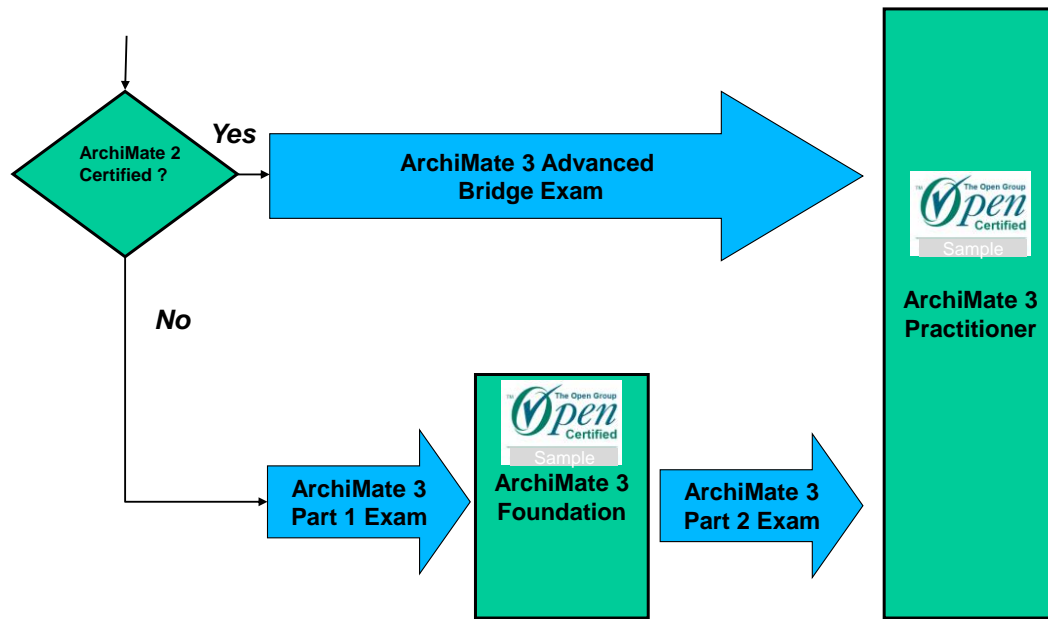 ArchiMate 2
Certified ?
Yes
ArchiMate 3 Advanced
Bridge Exam
No
ArchiMate 3
Part 1 Exam
TM
The Open Group
Open
Certified
Sample
ArchiMate 3
Foundation
ArchiMate 3
Part 2 Exam
TM
The Open Group
Open
Certified
Sample
ArchiMate 3
Practitioner